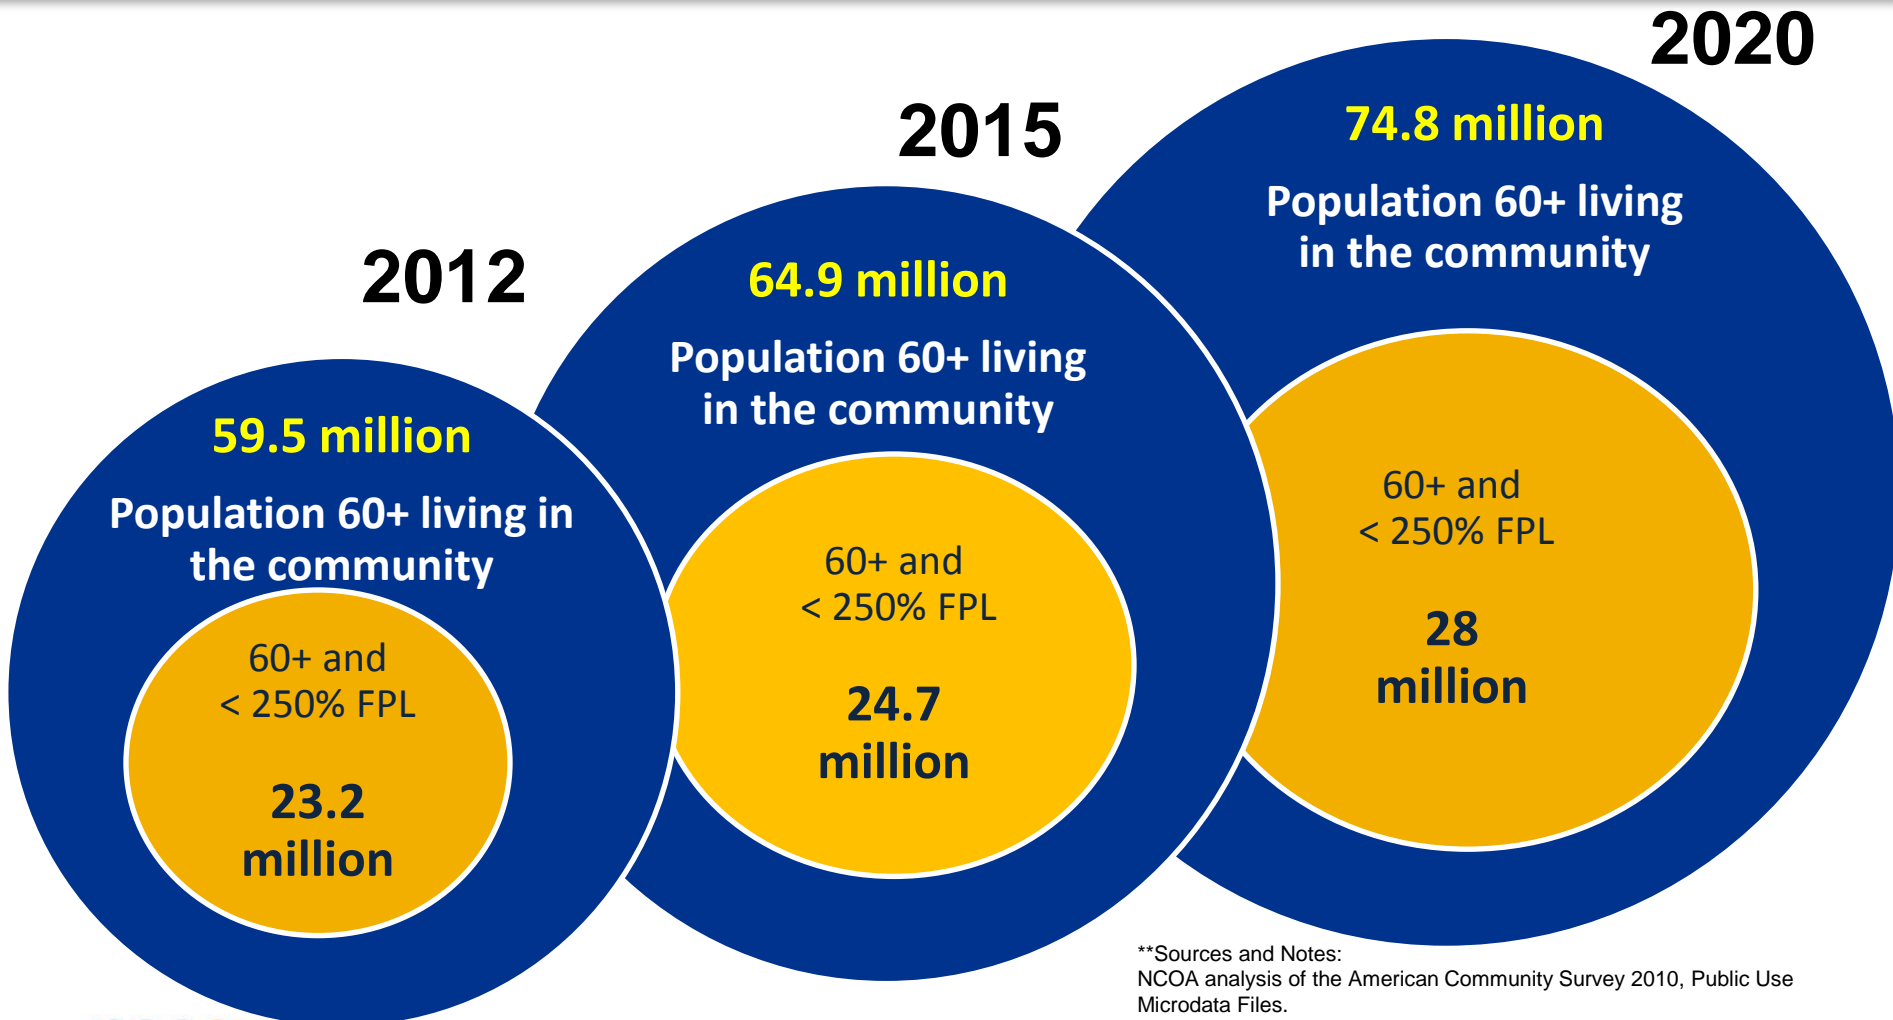 2012
59.5 million
Population 60+ living in
the community
60+ and
< 250% FPL
23.2
million
2015
64.9 million
Population 60+ living
in the community
60+ and
< 250% FPL
24.7
million
2020
74.8 million
Population 60+ living
in the community
60+ and
< 250% FPL
28
million
**Sources and Notes:
NCOA analysis of the American Community Survey 2010, Public Use
Microdata Files.